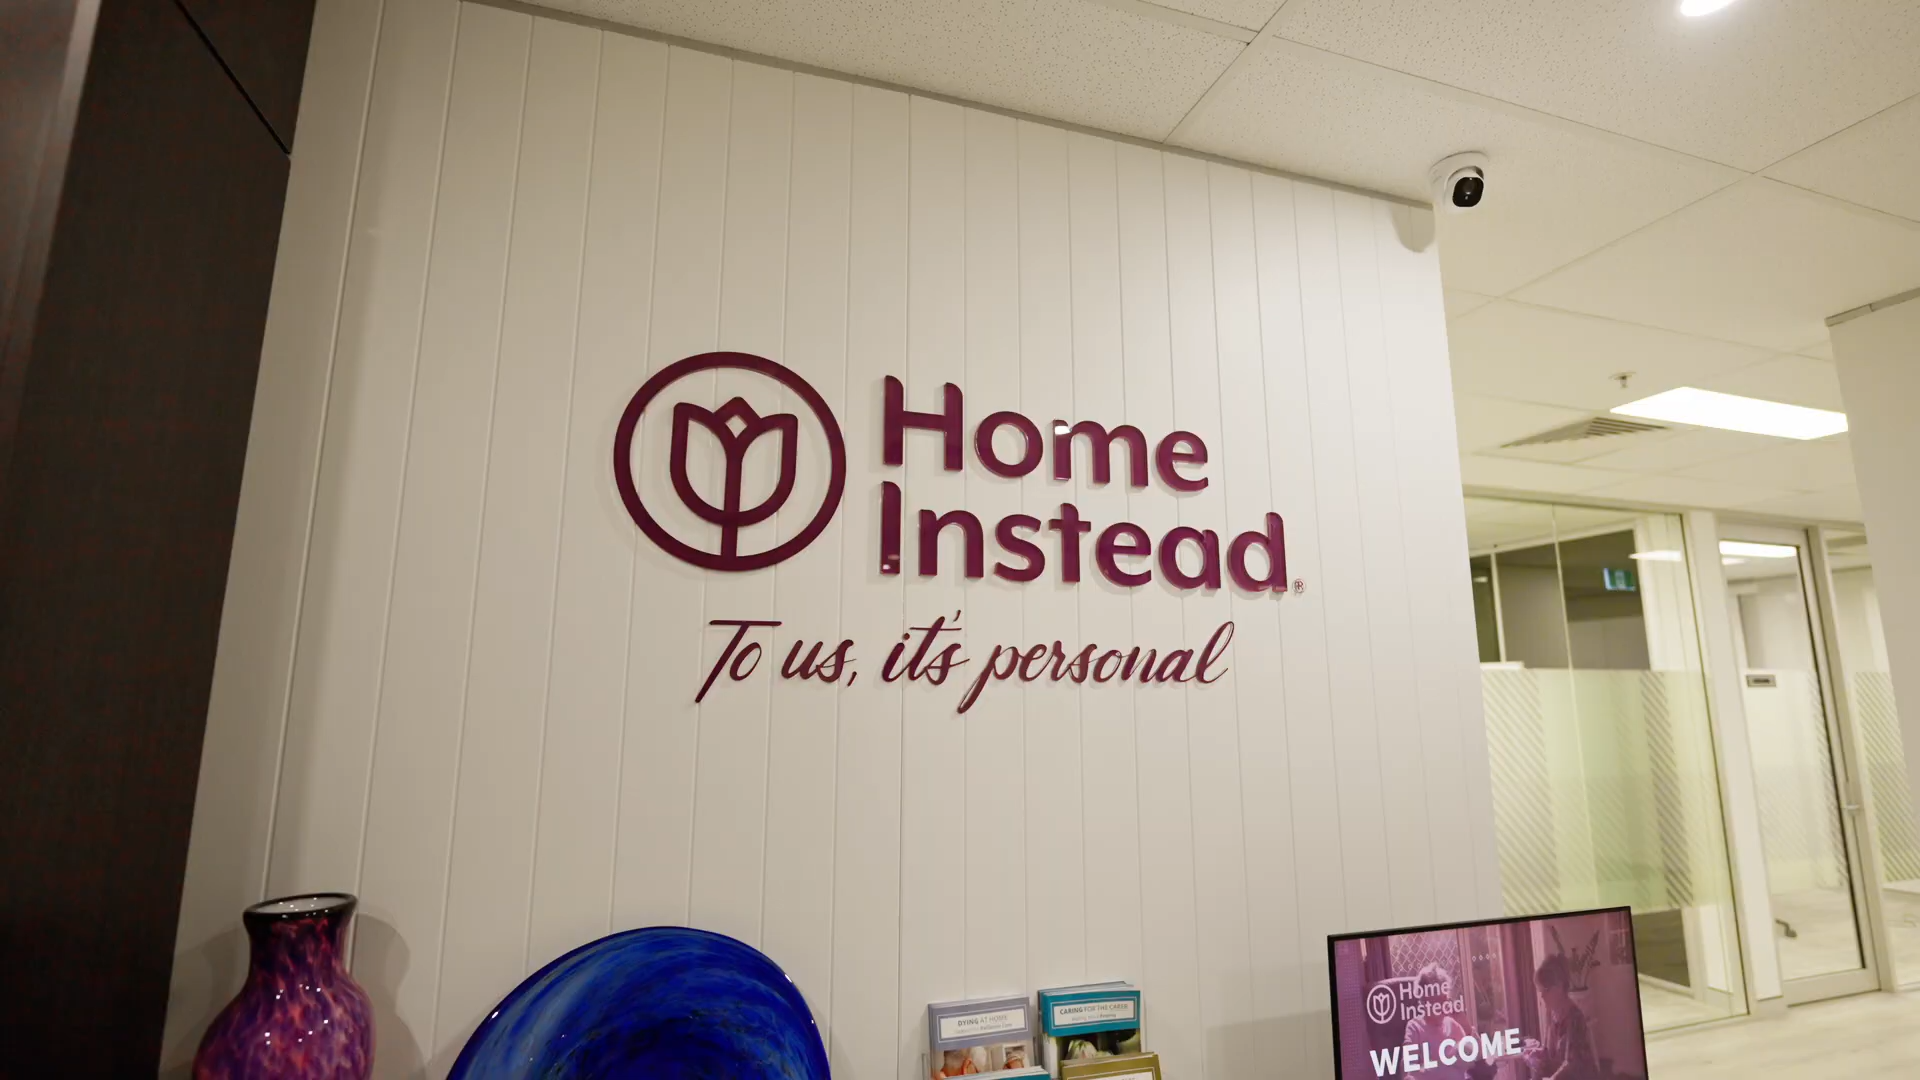 Home
Instead®
To us, it's personal
DYING AT HOME
CARING FOR THE CARER
Home
Instead
WELCOME